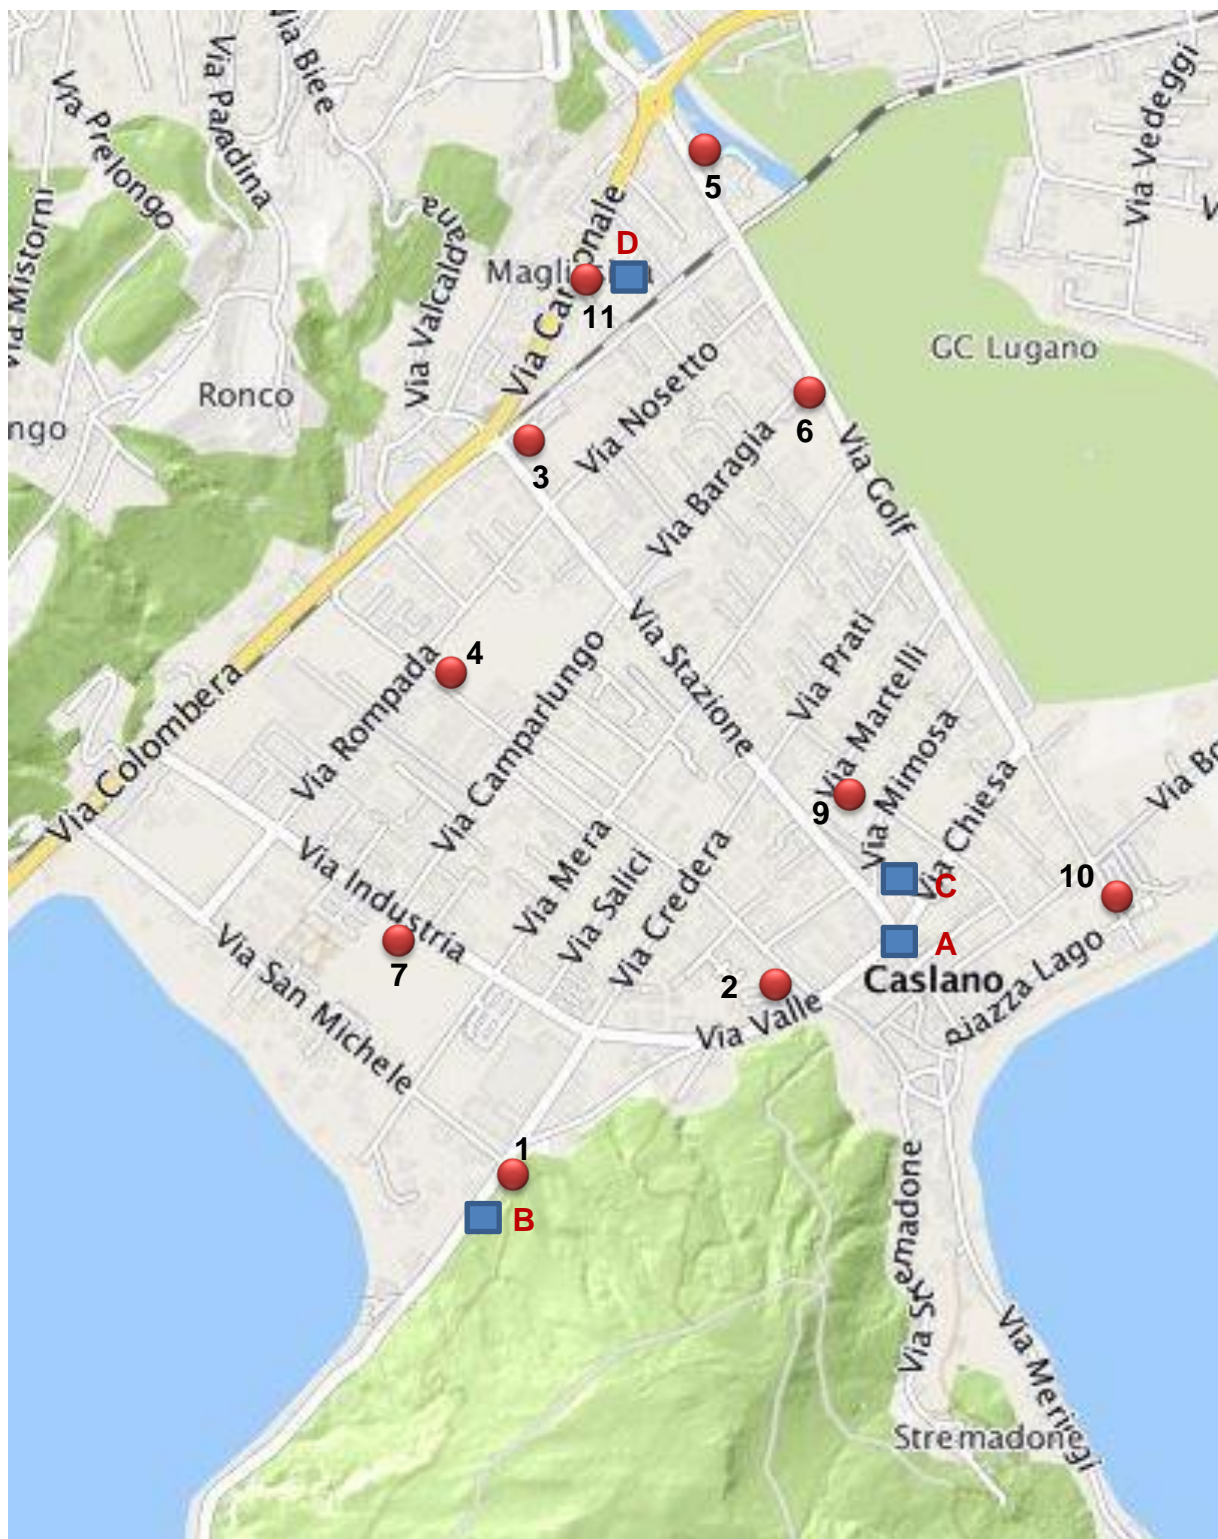 Via Biee
Via Paradina
Via Prelongo
Via Vedeggi
V
5
Via Mistorni
Via Valcaldana
D
Via Cantonale
11
GC Lugano
Ronco
ngo
Via Nosetto
6
3
Via Baragia
Via Golf
4
Via Stazione
Via Prati
Via Rompada
Via Camparlungo
Via Martelli
Via Colombera
Via Mimosa
Via Bo
9
Via Chiesa
Via Industria
Via Mera
Via Salici
Via Credera
C
10
A
7
2
Caslano
Via San Michele
Via Valle
Piazza Lago
1
B
Via Stremadone
Via Meriggi
Stremadone